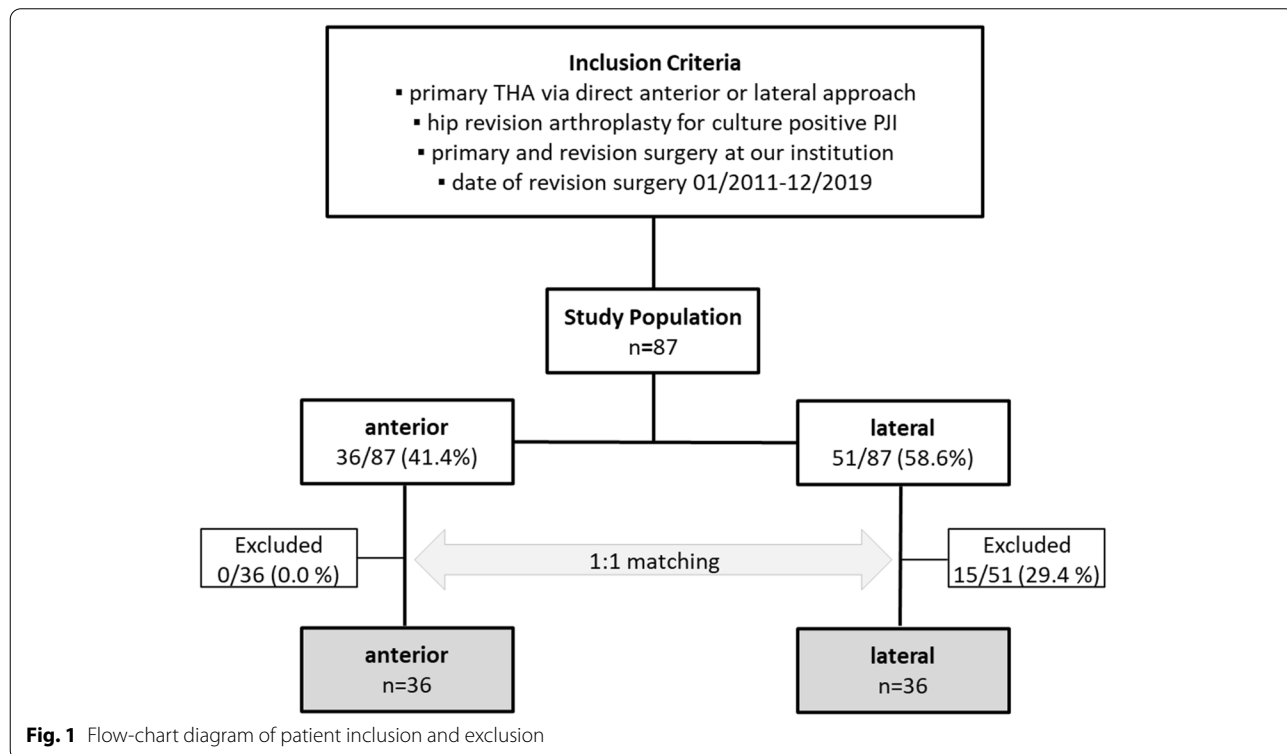 Inclusion Criteria
▪ primary THA via direct anterior or lateral approach
▪ hip revision arthroplasty for culture positive PJI
▪ primary and revision surgery at our institution
▪ date of revision surgery 01/2011-12/2019
Study Population
n=87
anterior
36/87 (41.4%)
lateral
51/87 (58.6%)
Excluded
0/36 (0.0 %)
1:1 matching
Excluded
15/51 (29.4 %)
anterior
n=36
lateral
n=36
Fig. 1 Flow-chart diagram of patient inclusion and exclusion